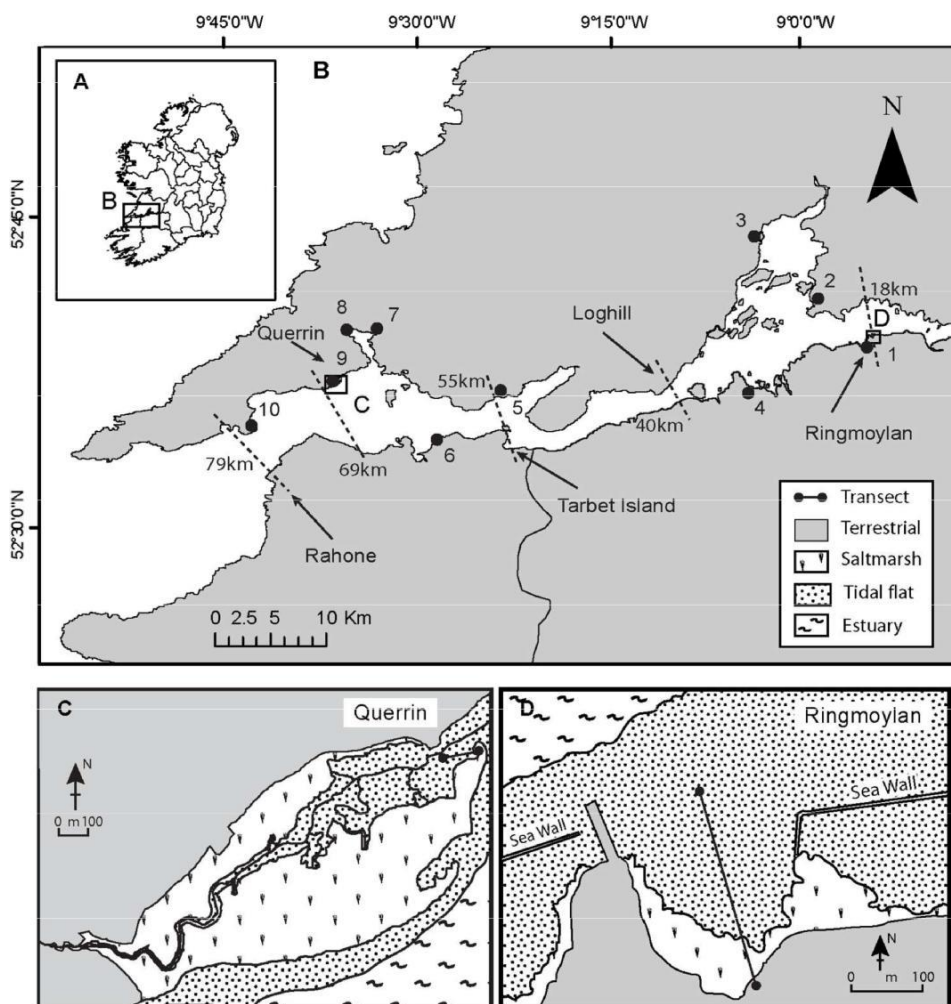 9°45'0"W
9°30'0"W
9°15'0"W
9°0'0"W
A
B
B
N
52°45'0"N
52°30'0"N
3
2
18km
D
1
8
7
Querrin
9
C
Loghill
55km
5
10
6
40km
4
Ringmoylan
79km
69km
Tarbet Island
Rahone
0 2.5 5 10 Km
Transect
Terrestrial
Saltmarsh
Tidal flat
Estuary
C
Querrin
N
0 m 100
D
Ringmoylan
Sea Wall
Sea Wall
N
0 m 100